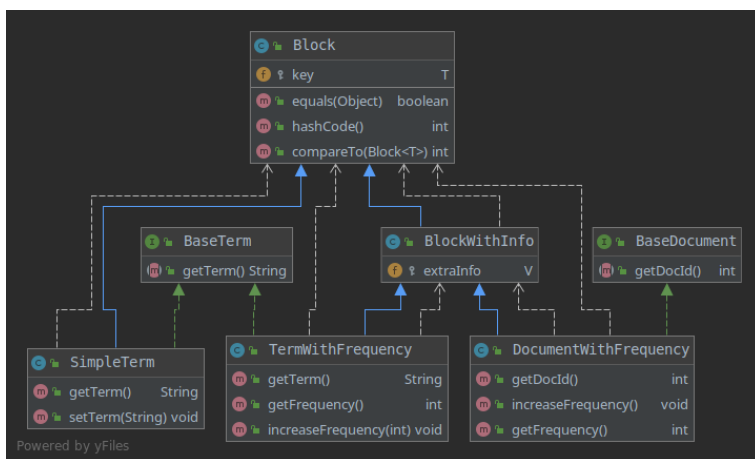 Block
key T
equals(Object) boolean
hashCode() int
compareTo(Block<T>) int
BaseTerm
getTerm() String
BlockWithInfo
extraInfo V
BaseDocument
getDocId() int
SimpleTerm
getTerm() String
setTerm(String) void
TermWithFrequency
getTerm() String
getFrequency() int
increaseFrequency(int) void
DocumentWithFrequency
getDocId() int
increaseFrequency() void
getFrequency() int
Powered by yFiles